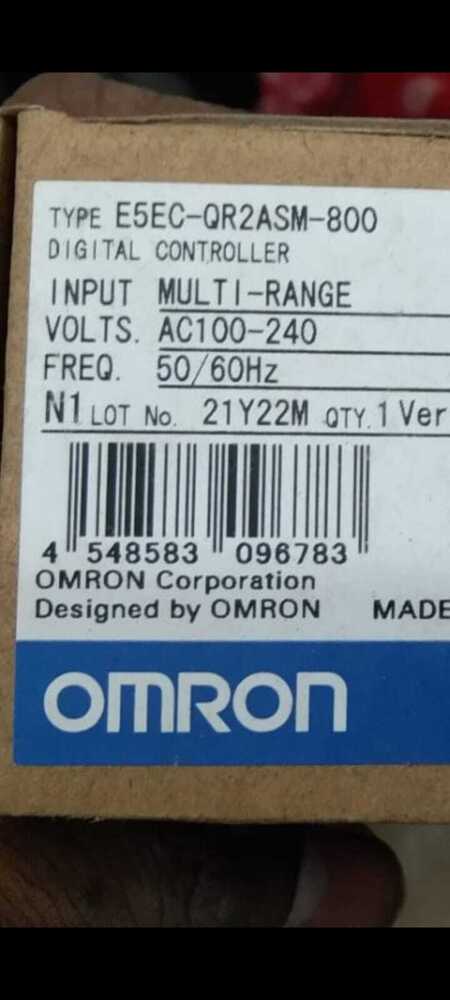 TYPE E5EC-QR2ASM-800
DIGITAL CONTROLLER
INPUT MULTI-RANGE
VOLTS. AC100-240
FREQ. 50/60Hz
N1 LOT No. 21Y22M QTY. 1 Ver
4 548583 096783
OMRON Corporation
Designed by OMRON MADE
OMRON